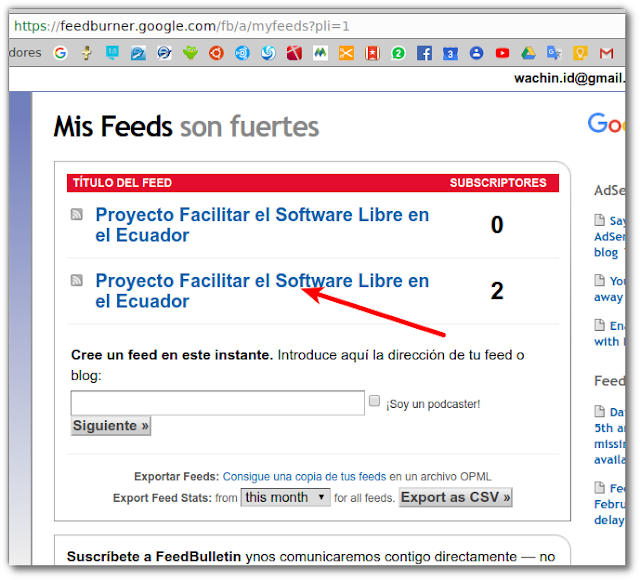 https://feedburner.google.com/fb/a/myfeeds?pli=1
dores
wachin.id@gmail.
Mis Feeds son fuertes
Goo
TÍTULO DEL FEED SUBSCRIPTORES
Proyecto Facilitar el Software Libre en
el Ecuador
0
Proyecto Facilitar el Software Libre en
el Ecuador
2
Cree un feed en este instante. Introduce aquí la dirección de tu feed o
blog:
¡Soy un podcaster!
Siguiente »
Exportar Feeds: Consigue una copia de tus feeds en un archivo OPML
Export Feed Stats: from this month for all feeds. Export as CSV »
Suscríbete a FeedBulletin ynos comunicaremos contigo directamente — no
AdSen
Say
AdSer
blog
You
away
Ena
with
Feed
Da
5th a
missin
availa
Fee
Febru
delay